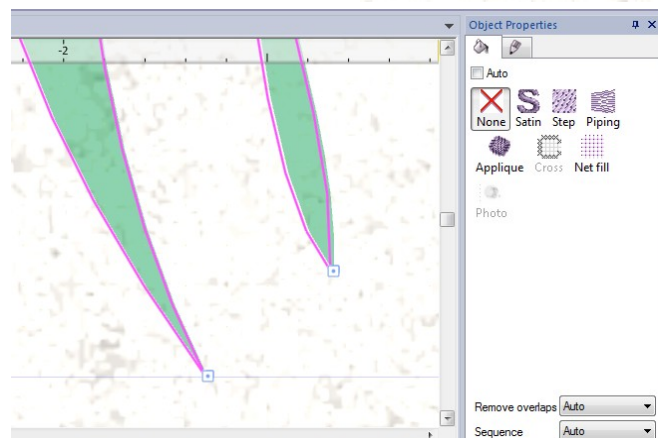 Object Properties
-2
Auto
None Satin Step Piping
Applique Cross Net fill
Photo
Remove overlaps Auto
Sequence Auto